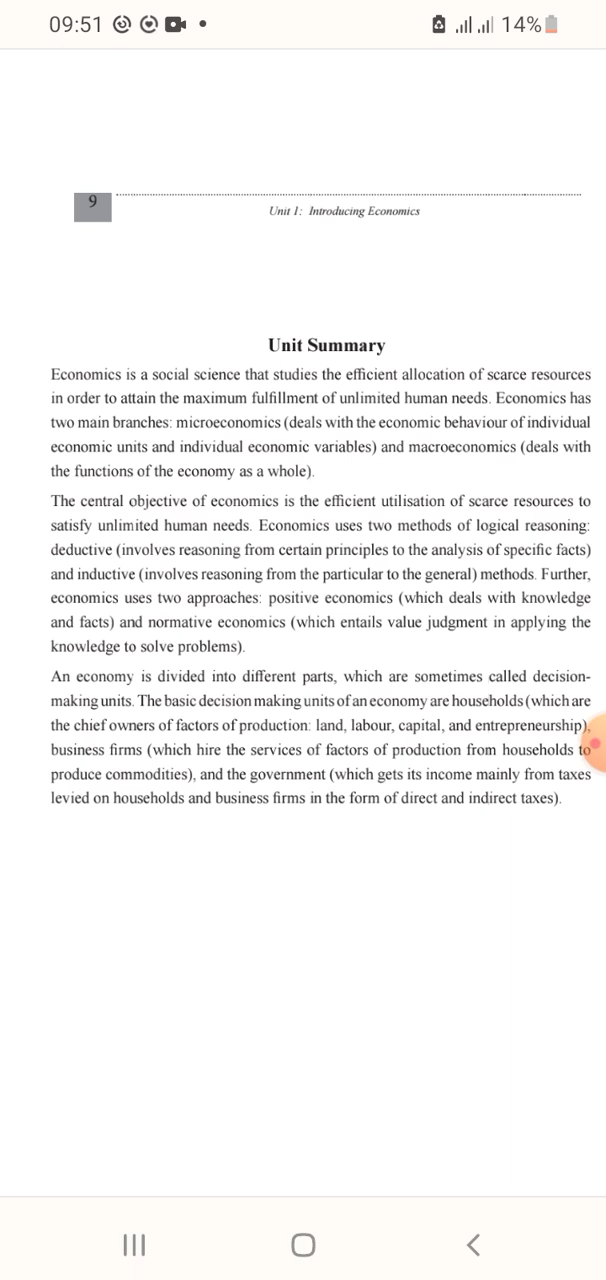 09:51
14%
9
Unit 1: Introducing Economics
Unit Summary
Economics is a social science that studies the efficient allocation of scarce resources
in order to attain the maximum fulfillment of unlimited human needs. Economics has
two main branches: microeconomics (deals with the economic behaviour of individual
economic units and individual economic variables) and macroeconomics (deals with
the functions of the economy as a whole).
The central objective of economics is the efficient utilisation of scarce resources to
satisfy unlimited human needs. Economics uses two methods of logical reasoning:
deductive (involves reasoning from certain principles to the analysis of specific facts)
and inductive (involves reasoning from the particular to the general) methods. Further,
economics uses two approaches: positive economics (which deals with knowledge
and facts) and normative economics (which entails value judgment in applying the
knowledge to solve problems).
An economy is divided into different parts, which are sometimes called decision-
making units. The basic decision making units of an economy are households (which are
the chief owners of factors of production: land, labour, capital, and entrepreneurship),
business firms (which hire the services of factors of production from households to
produce commodities), and the government (which gets its income mainly from taxes
levied on households and business firms in the form of direct and indirect taxes).